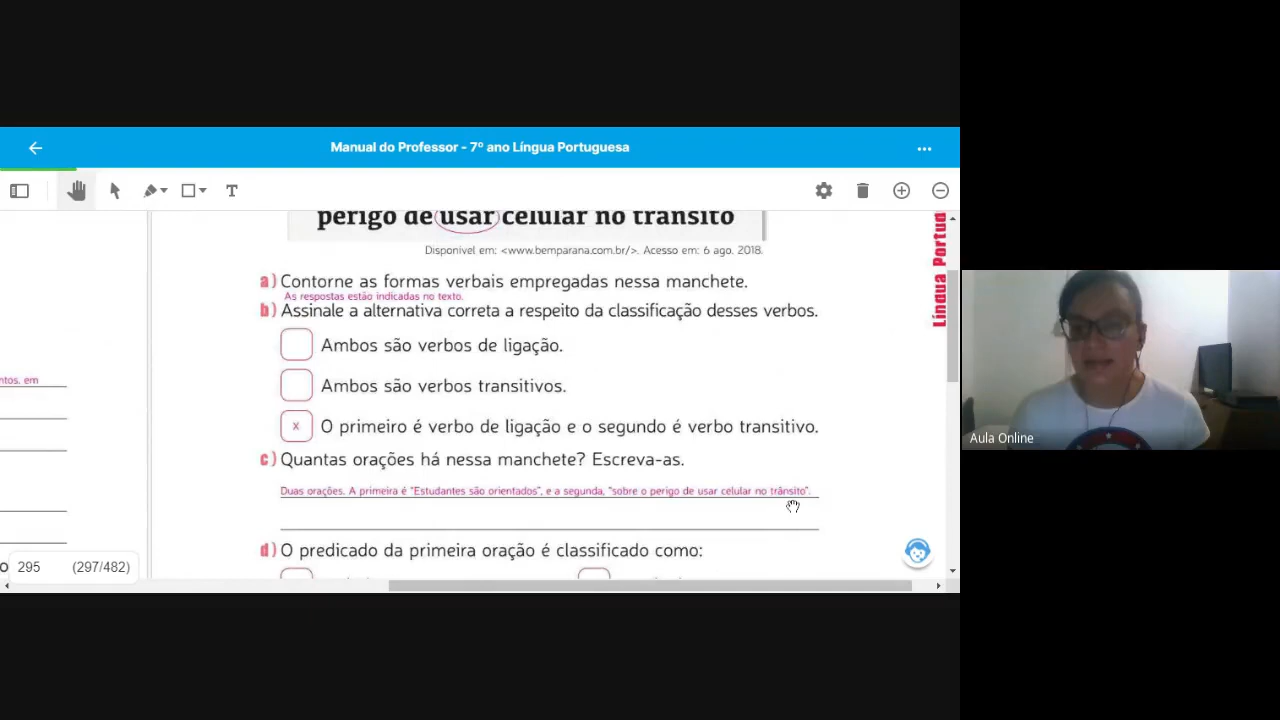 Manual do Professor - 7º ano Língua Portuguesa
T
perigo de usar celular no trânsito
Disponível em: <www.bemparana.com.br/>. Acesso em: 6 ago. 2018.
Língua Portu
a) Contorne as formas verbais empregadas nessa manchete.
As respostas estão indicadas no texto.
b) Assinale a alternativa correta a respeito da classificação desses verbos.
Ambos são verbos de ligação.
Ambos são verbos transitivos.
ntos, em
x O primeiro é verbo de ligação e o segundo é verbo transitivo.
c) Quantas orações há nessa manchete? Escreva-as.
Duas orações. A primeira é "Estudantes são orientados", e a segunda, "sobre o perigo de usar celular no trânsito".
d) O predicado da primeira oração é classificado como:
o 295 (297/482)
Aula Online